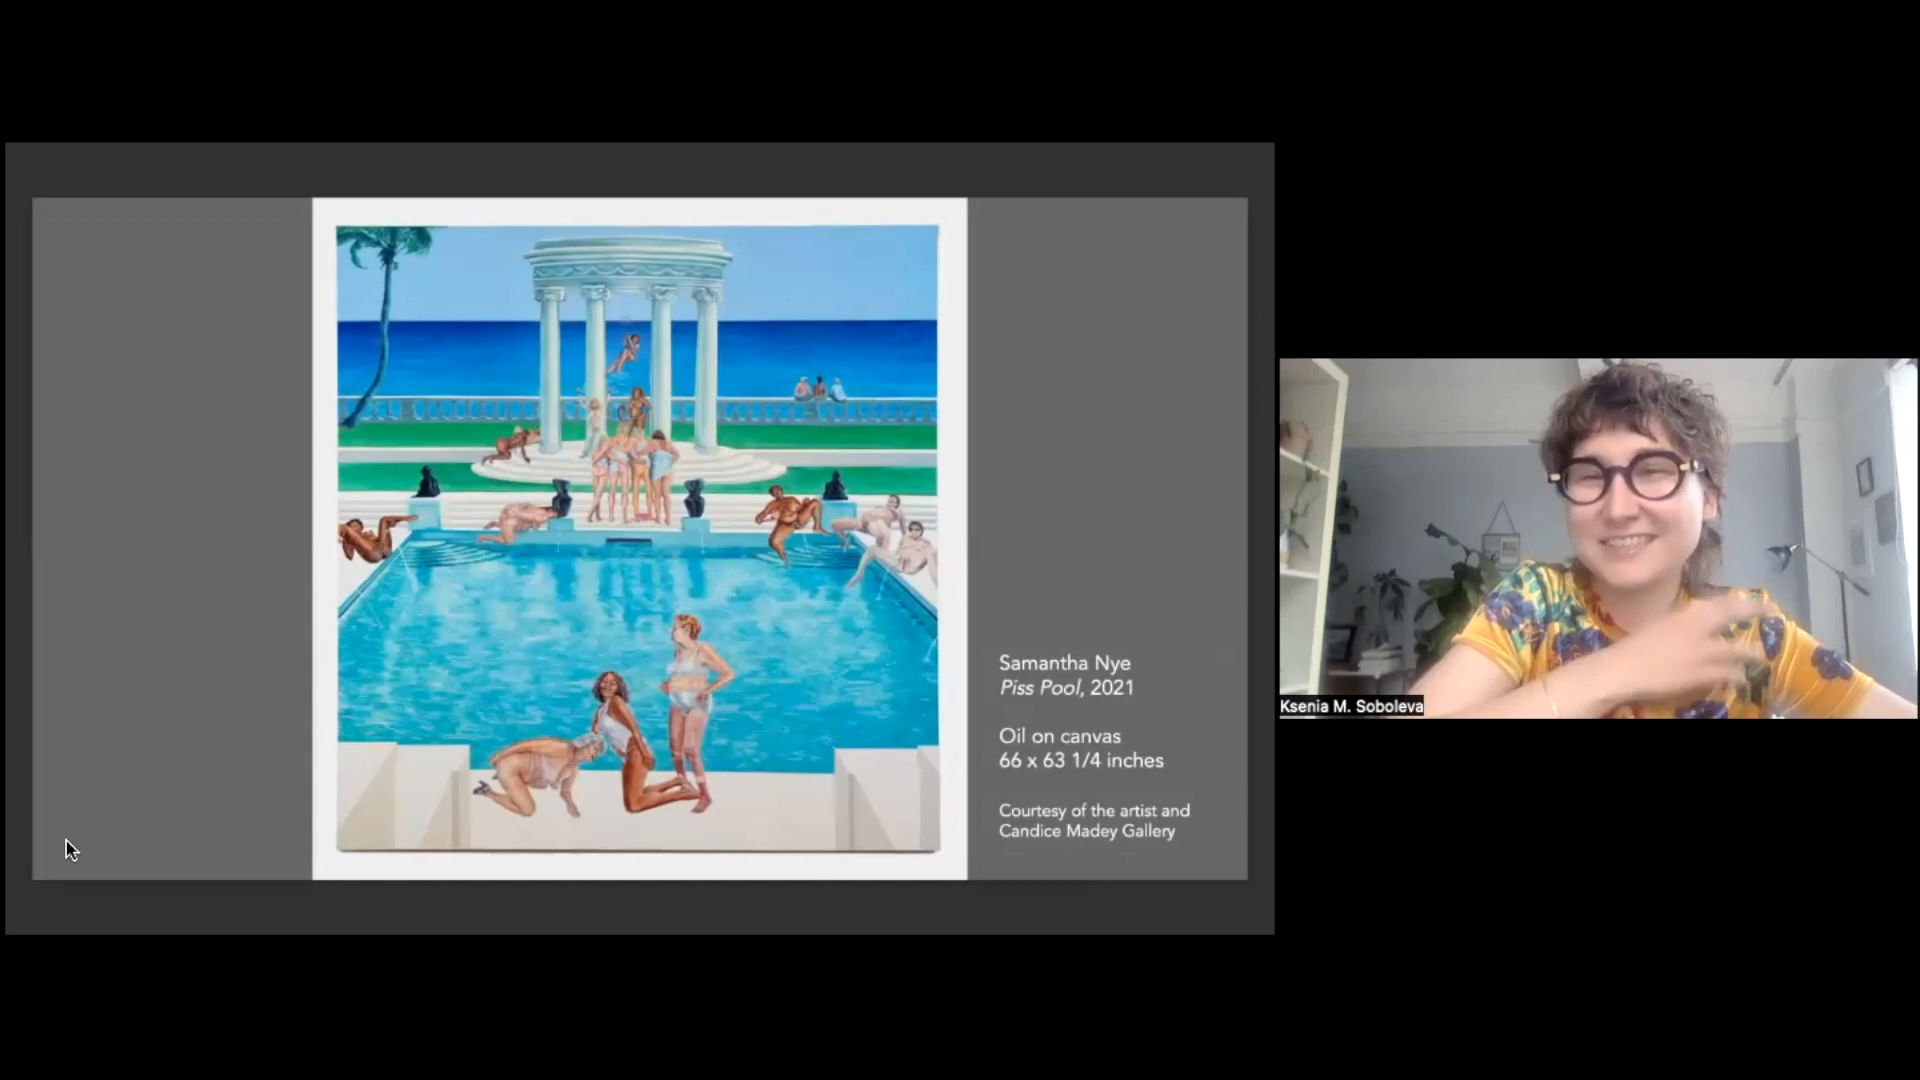 Samantha Nye
Piss Pool, 2021
Oil on canvas
66 x 63 1/4 inches
Courtesy of the artist and
Candice Madey Gallery
Ksenia M. Soboleva